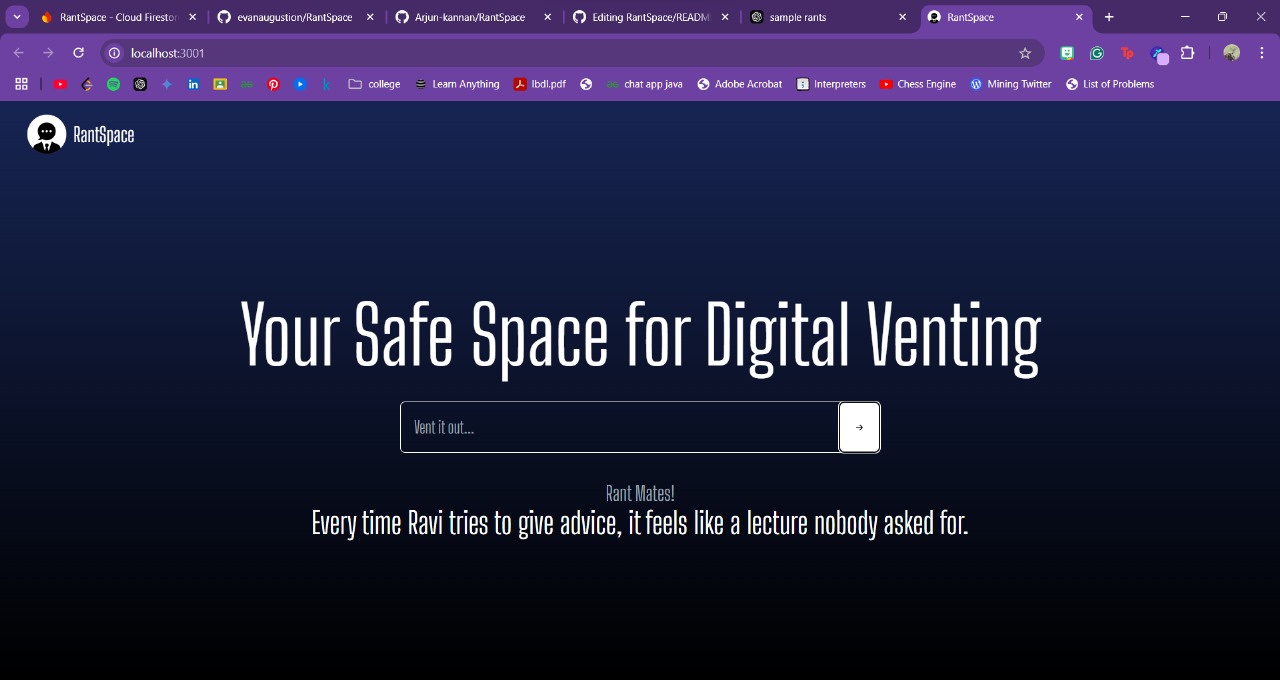 RantSpace - Cloud Firestor
evanaugustion/RantSpace
Arjun-kannan/RantSpace
Editing RantSpace/READM
sample rants
RantSpace
localhost:3001
college
Learn Anything
lbdl.pdf
chat app java
Adobe Acrobat
Interpreters
Chess Engine
Mining Twitter
List of Problems
RantSpace
Your Safe Space for Digital Venting
Vent it out...
Rant Mates!
Every time Ravi tries to give advice, it feels like a lecture nobody asked for.